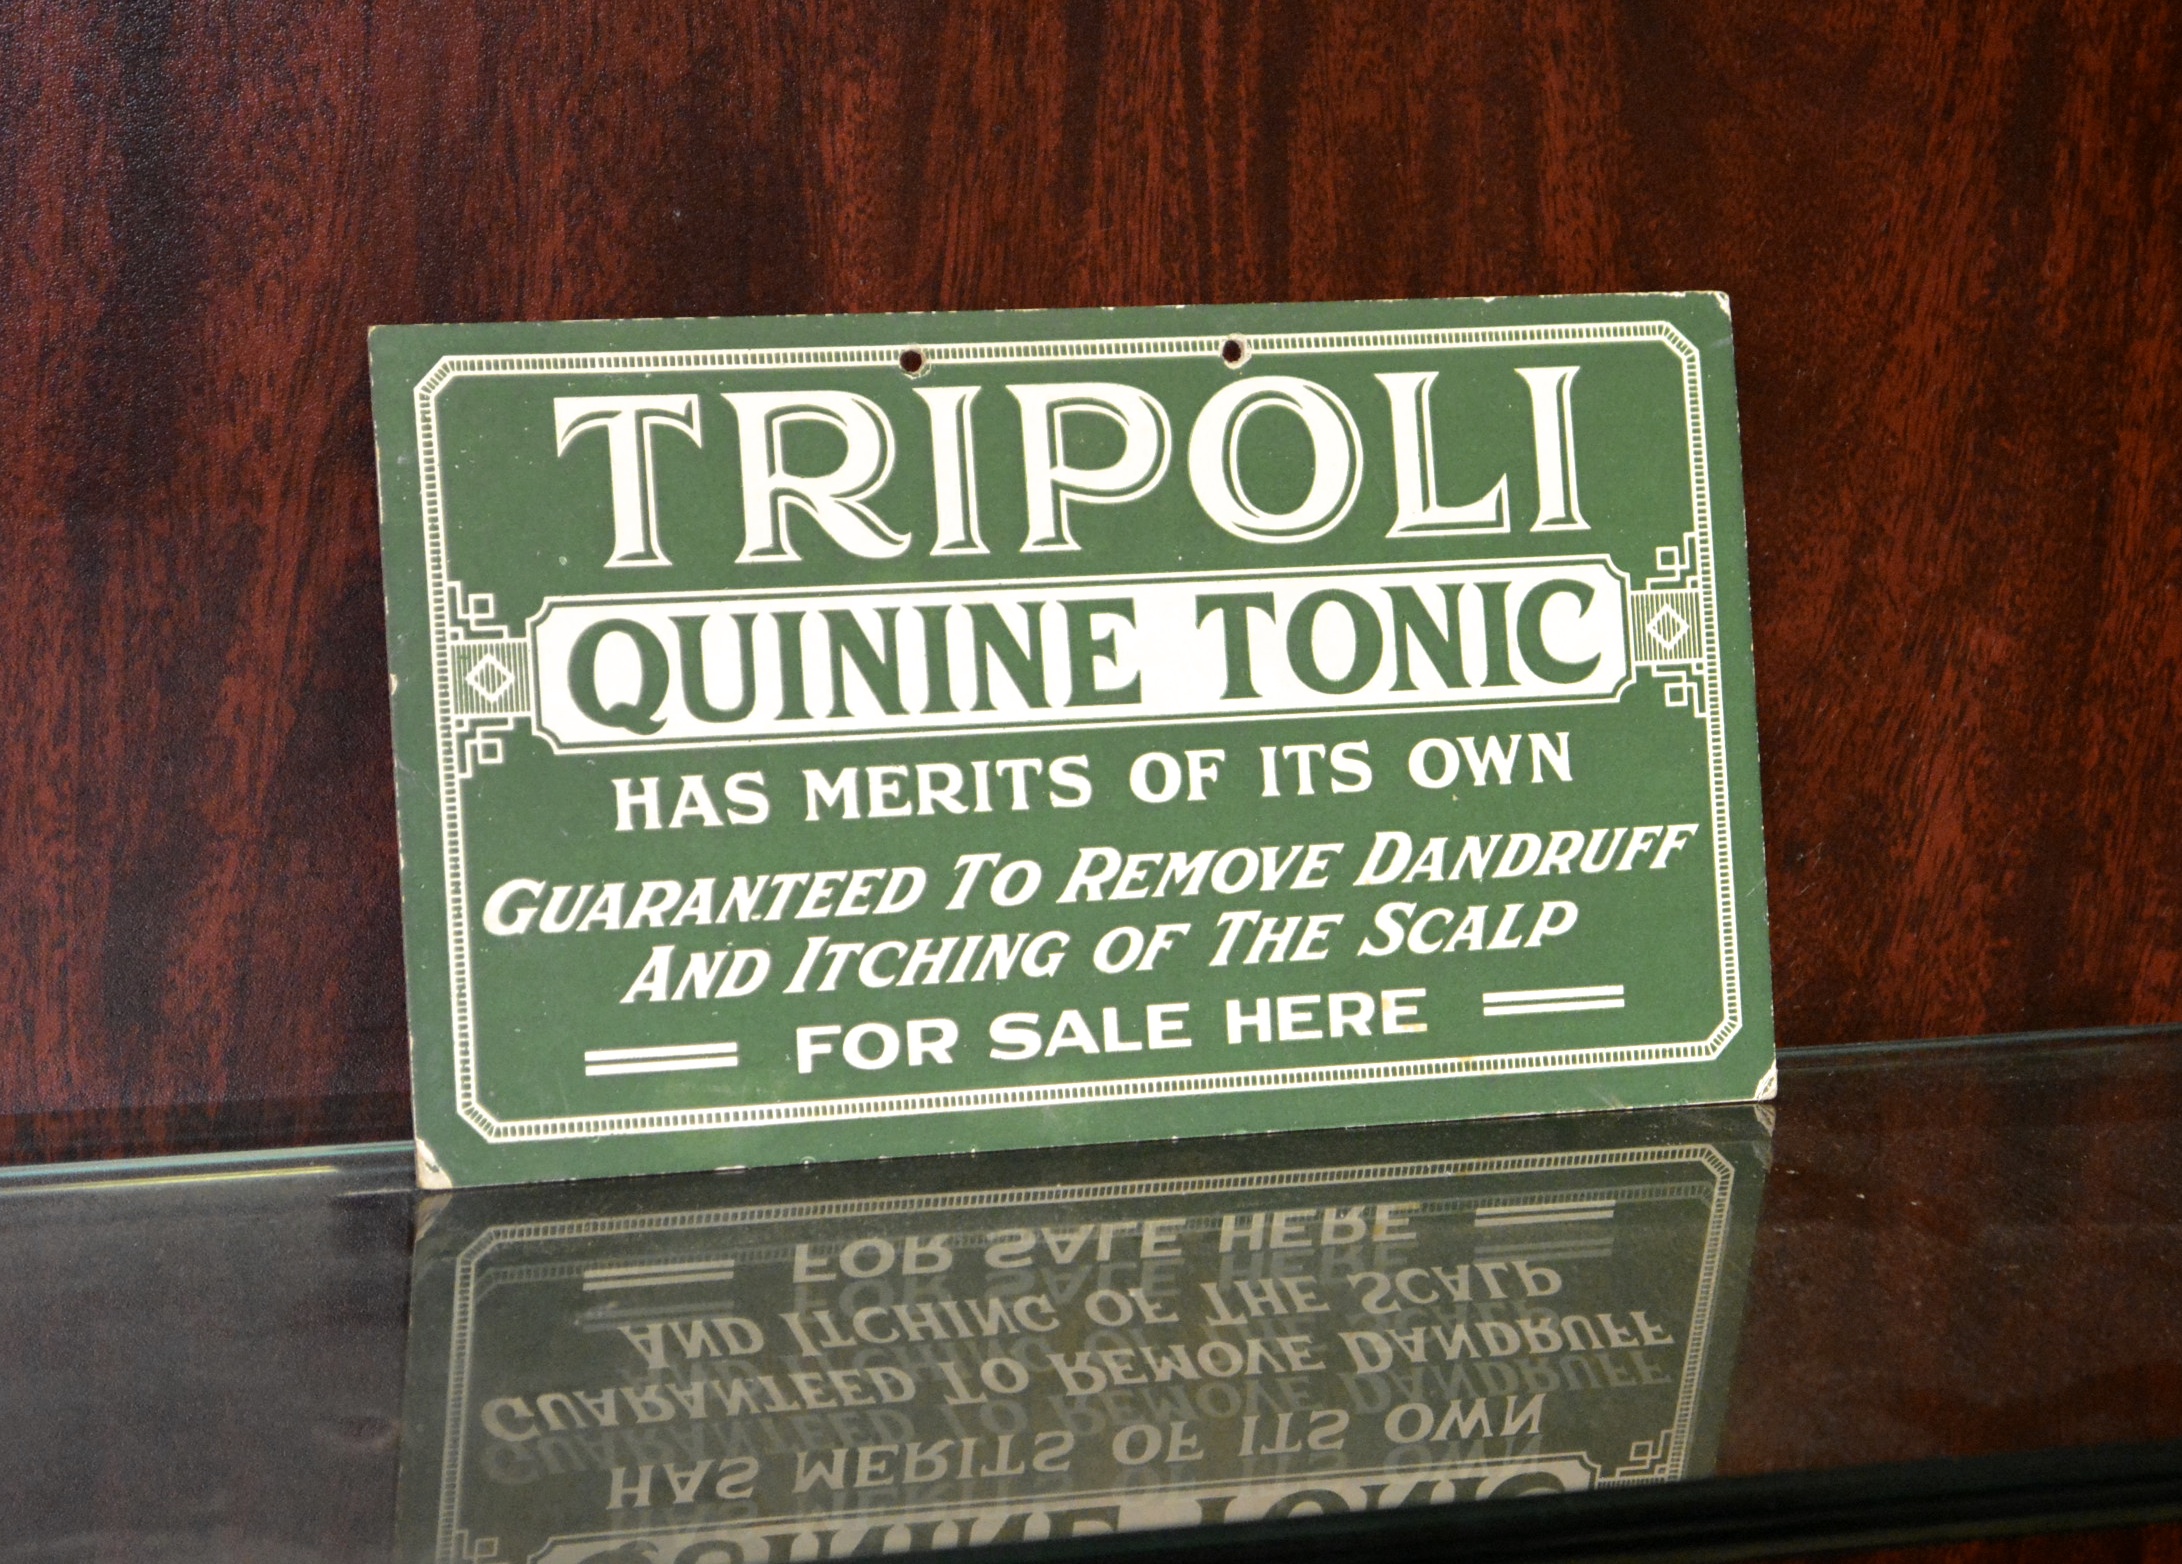 TRIPOLI
QUININE TONIC
HAS MERITS OF ITS OWN
GUARANTEED TO REMOVE DANDRUFF
AND ITCHING OF THE SCALP
FOR SALE HERE